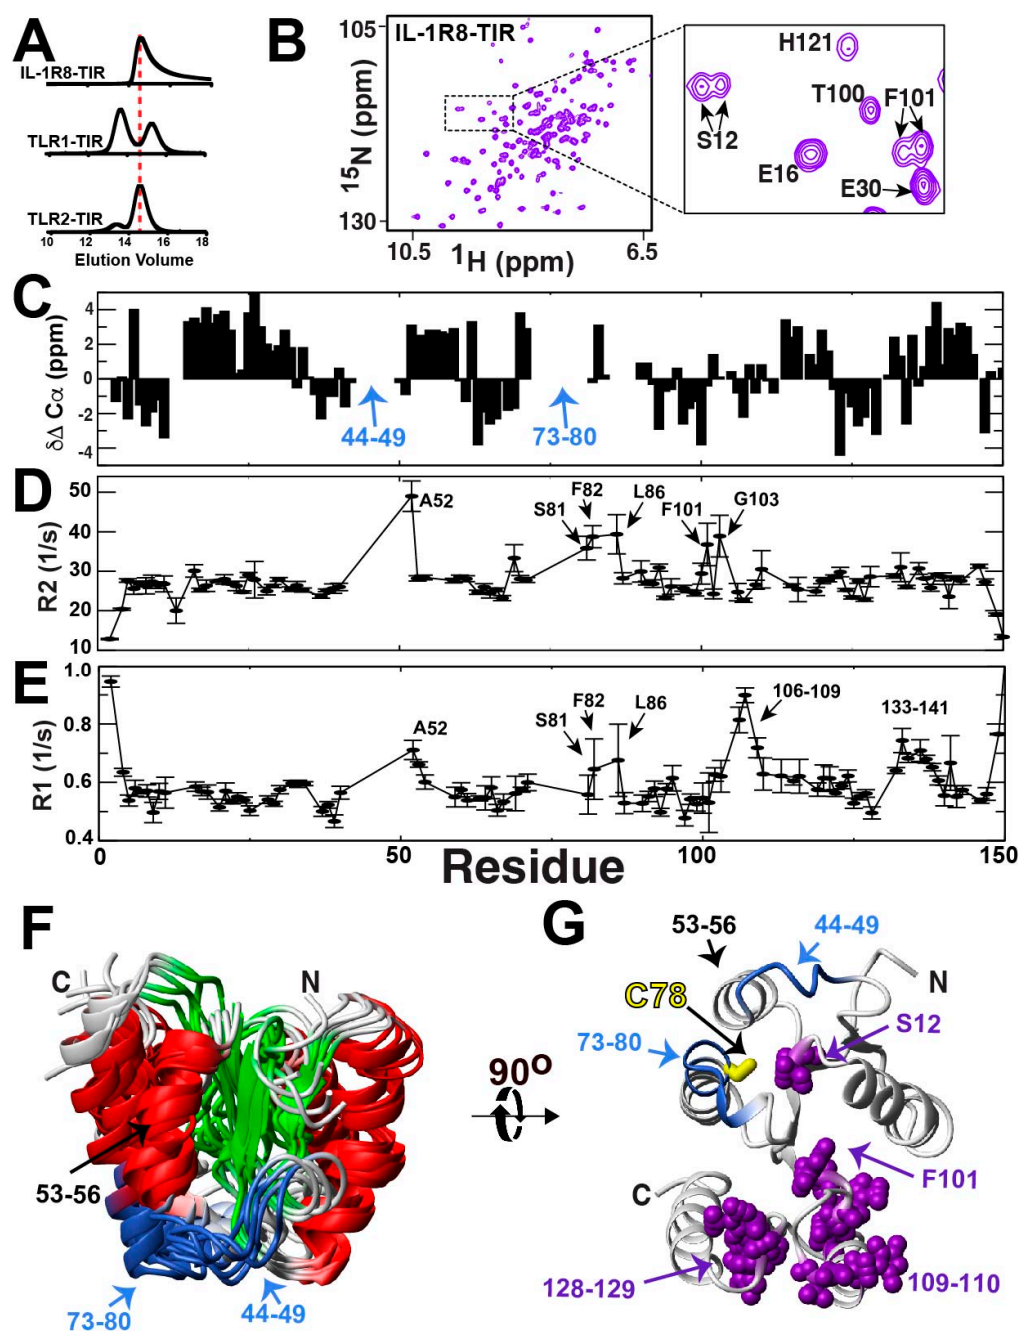 A
IL-1R8-TIR
TLR1-TIR
TLR2-TIR
10 12 14 16 18
Elution Volume
B
IL-1R8-TIR
105
130
15N (ppm)
10.5 6.5
1H (ppm)
H121
T100
F101
S12
E16
E30
C
4
2
0
-2
-4
δΔ Cα (ppm)
44-49
73-80
D
50
40
30
20
10
R2 (1/s)
A52
S81
F82
L86
F101
G103
E
1.0
0.8
0.6
0.4
R1 (1/s)
A52
S81
F82
L86
106-109
133-141
0 50 100 150
Residue
F
C
N
53-56
73-80
44-49
90o
G
53-56
44-49
N
C78
S12
73-80
F101
C
128-129
109-110